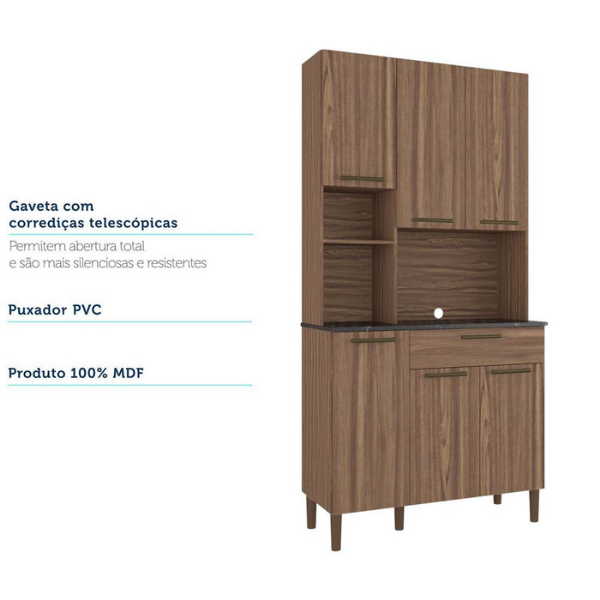 Gaveta com
corrediças telescópicas
Permitem abertura total
e são mais silenciosas e resistentes
Puxador PVC
Produto 100% MDF